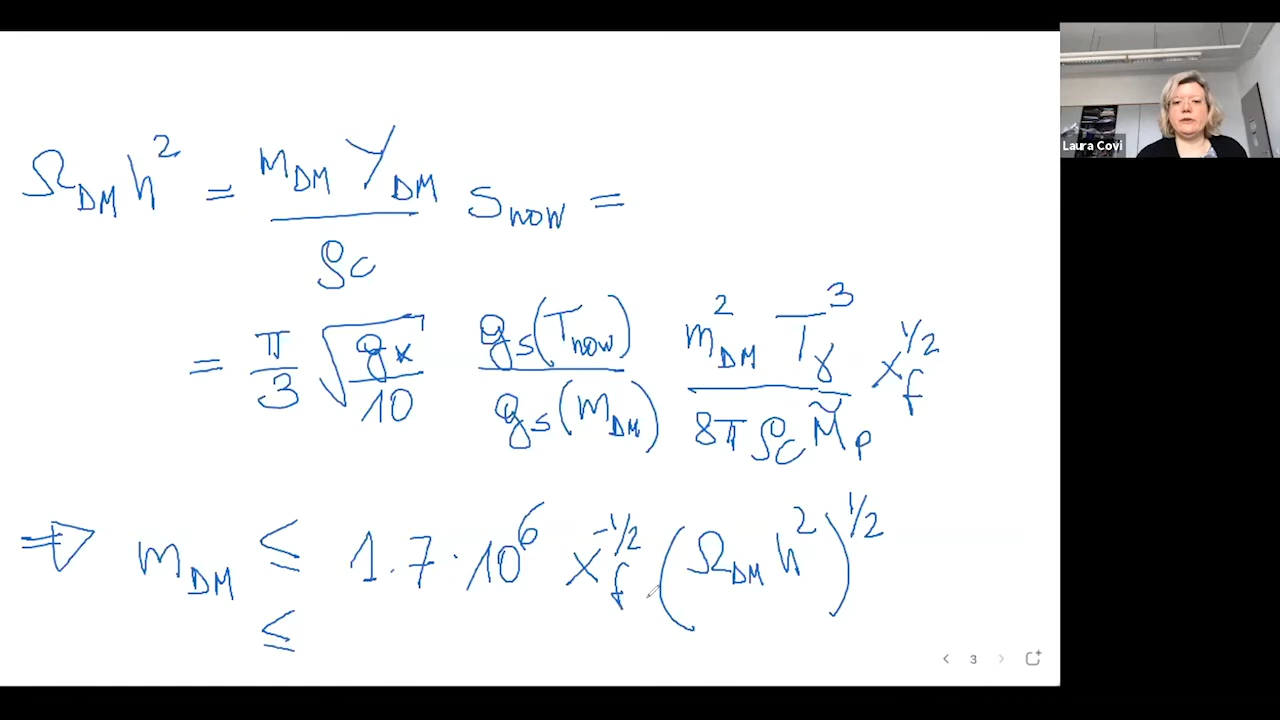 Ω_DM h² = m_DM Y_DM / ρ_c s_now =
= π/3 √(g_*/10) g_s(T_now)/g_s(m_DM) m²_DM T_γ³ / 8π ρ_c M̃_P x_f^{1/2}
⇒ m_DM ≤ 1.7·10⁶ x_f^{-1/2} (Ω_DM h²)^{1/2}
≤
Laura Covi
3